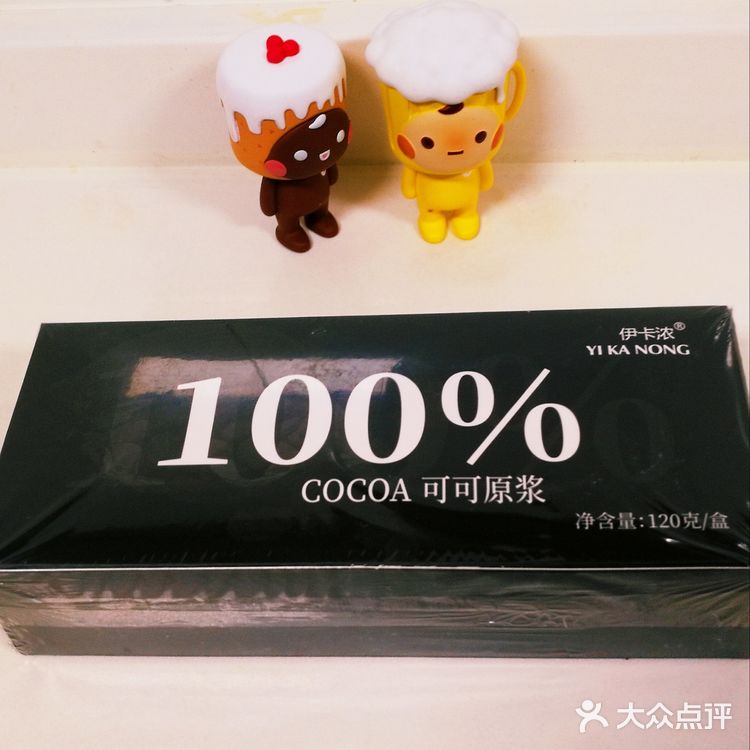 伊卡浓®
YI KA NONG
100%
COCOA 可可原浆
净含量:120克/盒
大众点评